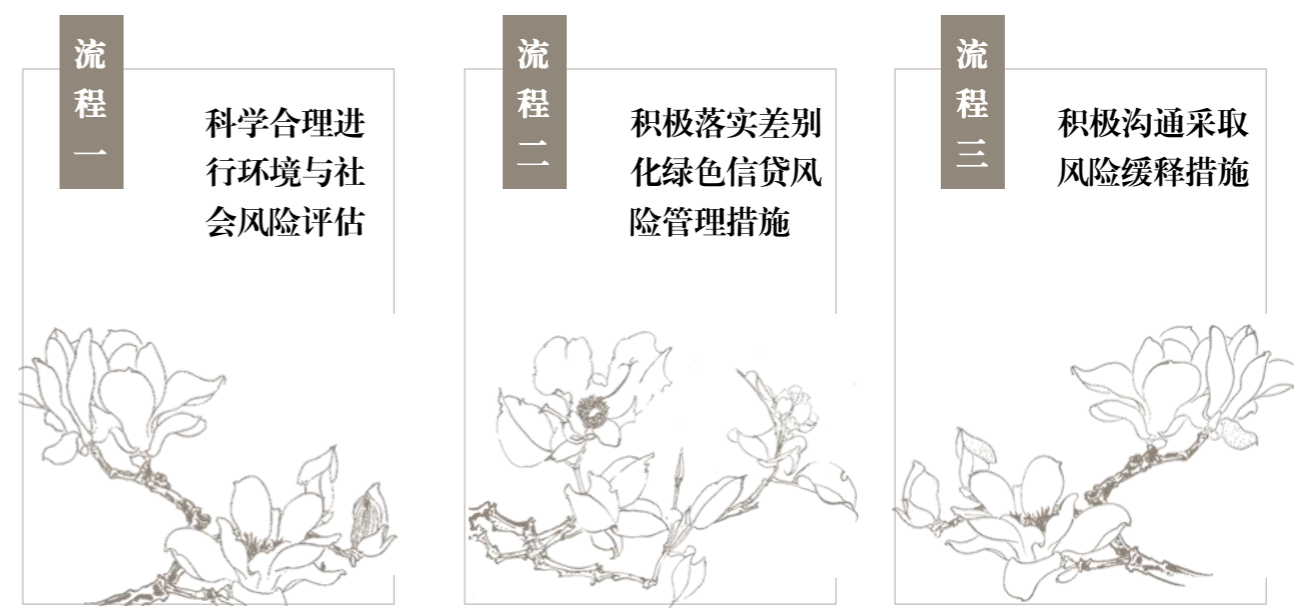 流程一
科学合理进
行环境与社
会风险评估
流程二
积极落实差别
化绿色信贷风
险管理措施
流程三
积极沟通采取
风险缓释措施